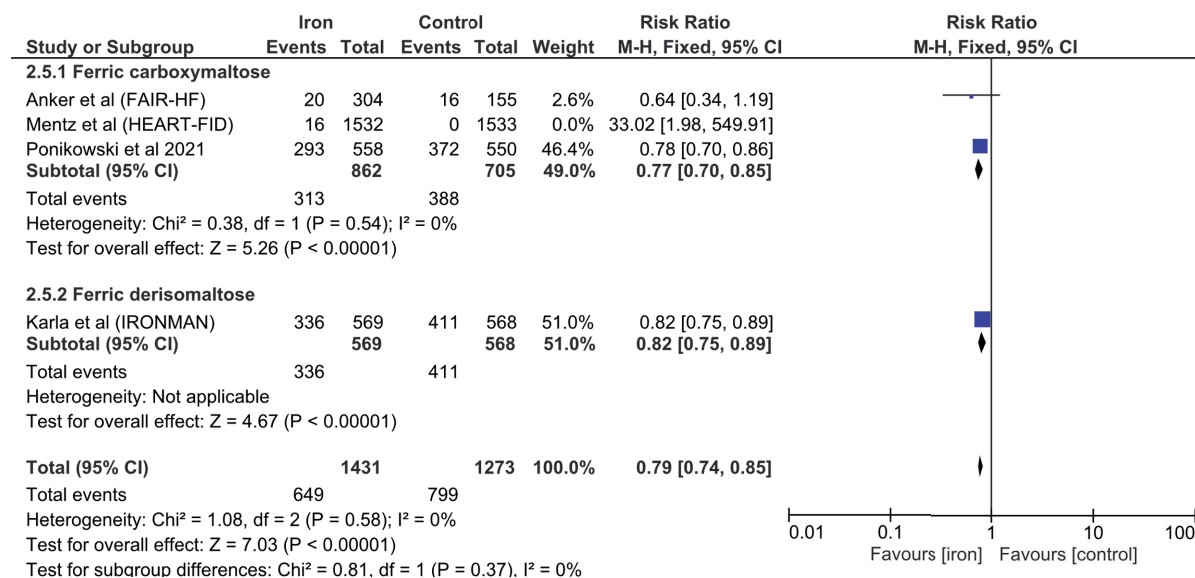 Iron Control Risk Ratio Risk Ratio
Study or Subgroup Events Total Events Total Weight M-H, Fixed, 95% CI M-H, Fixed, 95% CI
2.5.1 Ferric carboxymaltose
Anker et al (FAIR-HF) 20 304 16 155 2.6% 0.64 [0.34, 1.19]
Mentz et al (HEART-FID) 16 1532 0 1533 0.0% 33.02 [1.98, 549.91]
Ponikowski et al 2021 293 558 372 550 46.4% 0.78 [0.70, 0.86]
Subtotal (95% CI) 862 705 49.0% 0.77 [0.70, 0.85]
Total events 313 388
Heterogeneity: Chi² = 0.38, df = 1 (P = 0.54); I² = 0%
Test for overall effect: Z = 5.26 (P < 0.00001)
2.5.2 Ferric derisomaltose
Karla et al (IRONMAN) 336 569 411 568 51.0% 0.82 [0.75, 0.89]
Subtotal (95% CI) 569 568 51.0% 0.82 [0.75, 0.89]
Total events 336 411
Heterogeneity: Not applicable
Test for overall effect: Z = 4.67 (P < 0.00001)
Total (95% CI) 1431 1273 100.0% 0.79 [0.74, 0.85]
Total events 649 799
Heterogeneity: Chi² = 1.08, df = 2 (P = 0.58); I² = 0%
Test for overall effect: Z = 7.03 (P < 0.00001)
Test for subgroup differences: Chi² = 0.81, df = 1 (P = 0.37), I² = 0%
0.01 0.1 1 10 100
Favours [iron] Favours [control]